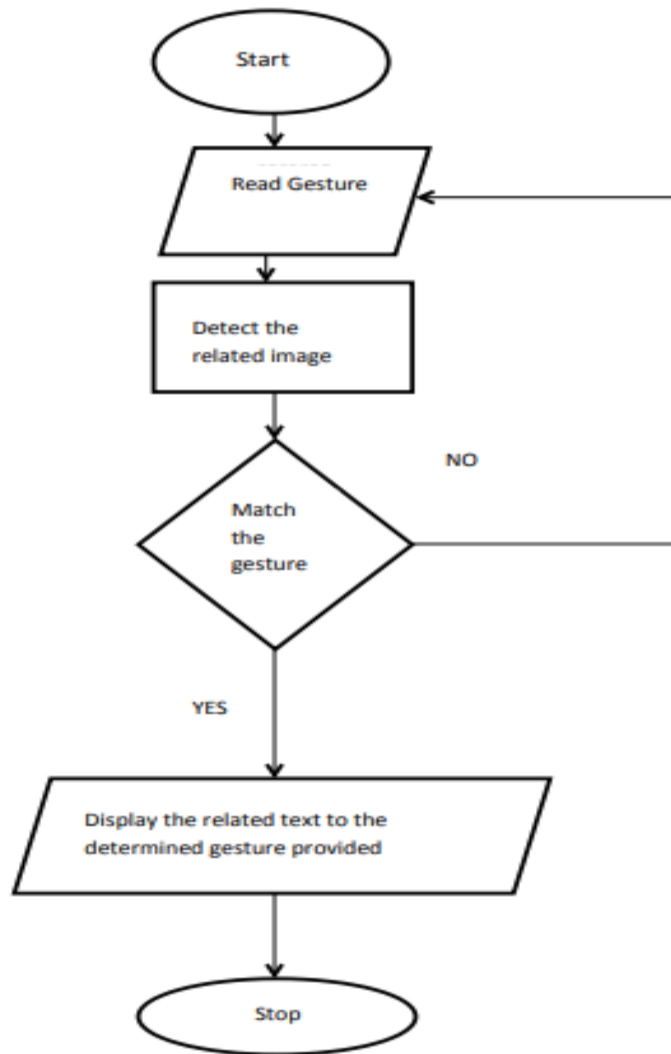 Start
Read Gesture
Detect the
related image
NO
Match
the
gesture
YES
Display the related text to the
determined gesture provided
Stop